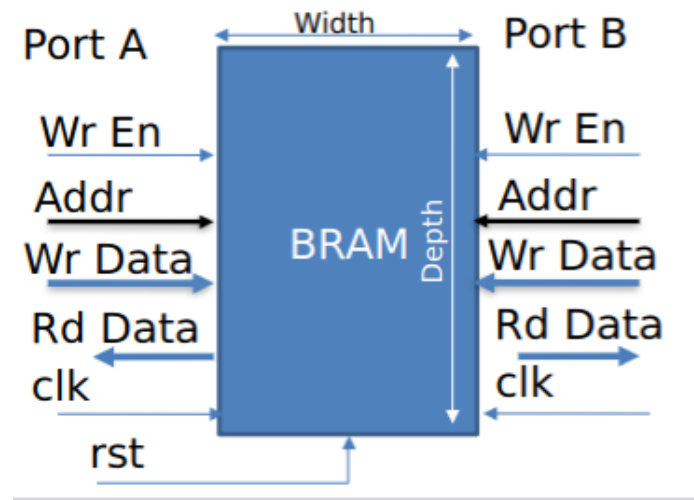 Port A
Width
Port B
Wr En
Wr En
Addr
Addr
Wr Data
BRAM
Depth
Wr Data
Rd Data
Rd Data
clk
clk
rst